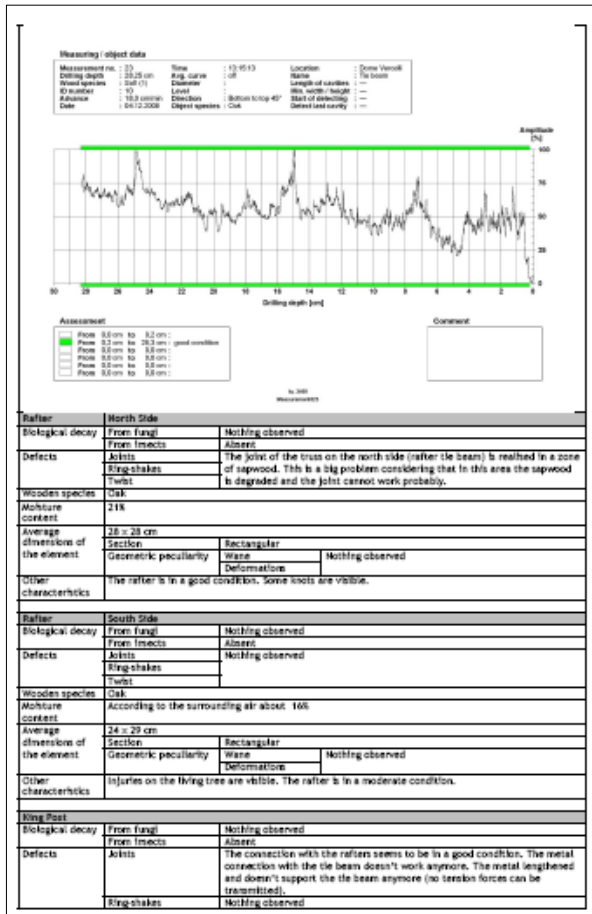 Measuring / object data
Measurement no. : 23 Time : 13:15:13 Location : Dome Vercelli
Drilling depth : 28,25 cm Avg. curve : off Name : Tie beam
Wood species : Diameter : Length of cavities : —
ID number : 10 Level : Min. width / height : —
Advance : cm/min Direction : Bottom to top 45° Start of detecting : —
Date : 04.12.2008 Object species : Oak Detect last cavity : —
Amplitude
[%]
100
75
50
25
0
30 28 26 24 22 20 18 16 14 12 10 8 6 4 2 0
Drilling depth [cm]
Assessment
Comment
From 0,0 cm to 0,2 cm :
From 0,2 cm to 28,3 cm : good condition
From 0,0 cm to 0,0 cm :
From 0,0 cm to 0,0 cm :
From 0,0 cm to 0,0 cm :
From 0,0 cm to 0,0 cm :
Rafter North Side
Biological decay From fungi Nothing observed
From insects Absent
Defects Joints The joint of the truss on the north side (rafter tie beam) is realised in a zone
Ring-shakes of sapwood. This is a big problem considering that in this area the sapwood
Twist is degraded and the joint cannot work probably.
Wooden species Oak
Moisture 21%
content
Average 28 x 28 cm
dimensions of Section Rectangular
the element Geometric peculiarity Wane Nothing observed
Deformations
Other The rafter is in a good condition. Some knots are visible.
characteristics
Rafter South Side
Biological decay From fungi Nothing observed
From insects Absent
Defects Joints Nothing observed
Ring-shakes
Twist
Wooden species Oak
Moisture According to the surrounding air about 16%
content
Average 24 x 29 cm
dimensions of Section Rectangular
the element Geometric peculiarity Wane Nothing observed
Deformations
Other Injuries on the living tree are visible. The rafter is in a moderate condition.
characteristics
King Post
Biological decay From fungi Nothing observed
From insects Absent
Defects Joints The connection with the rafters seems to be in a good condition. The metal
connection with the tie beam doesn't work anymore. The metal lengthened
and doesn't support the tie beam anymore (no tension forces can be
transmitted).
Ring-shakes Nothing observed